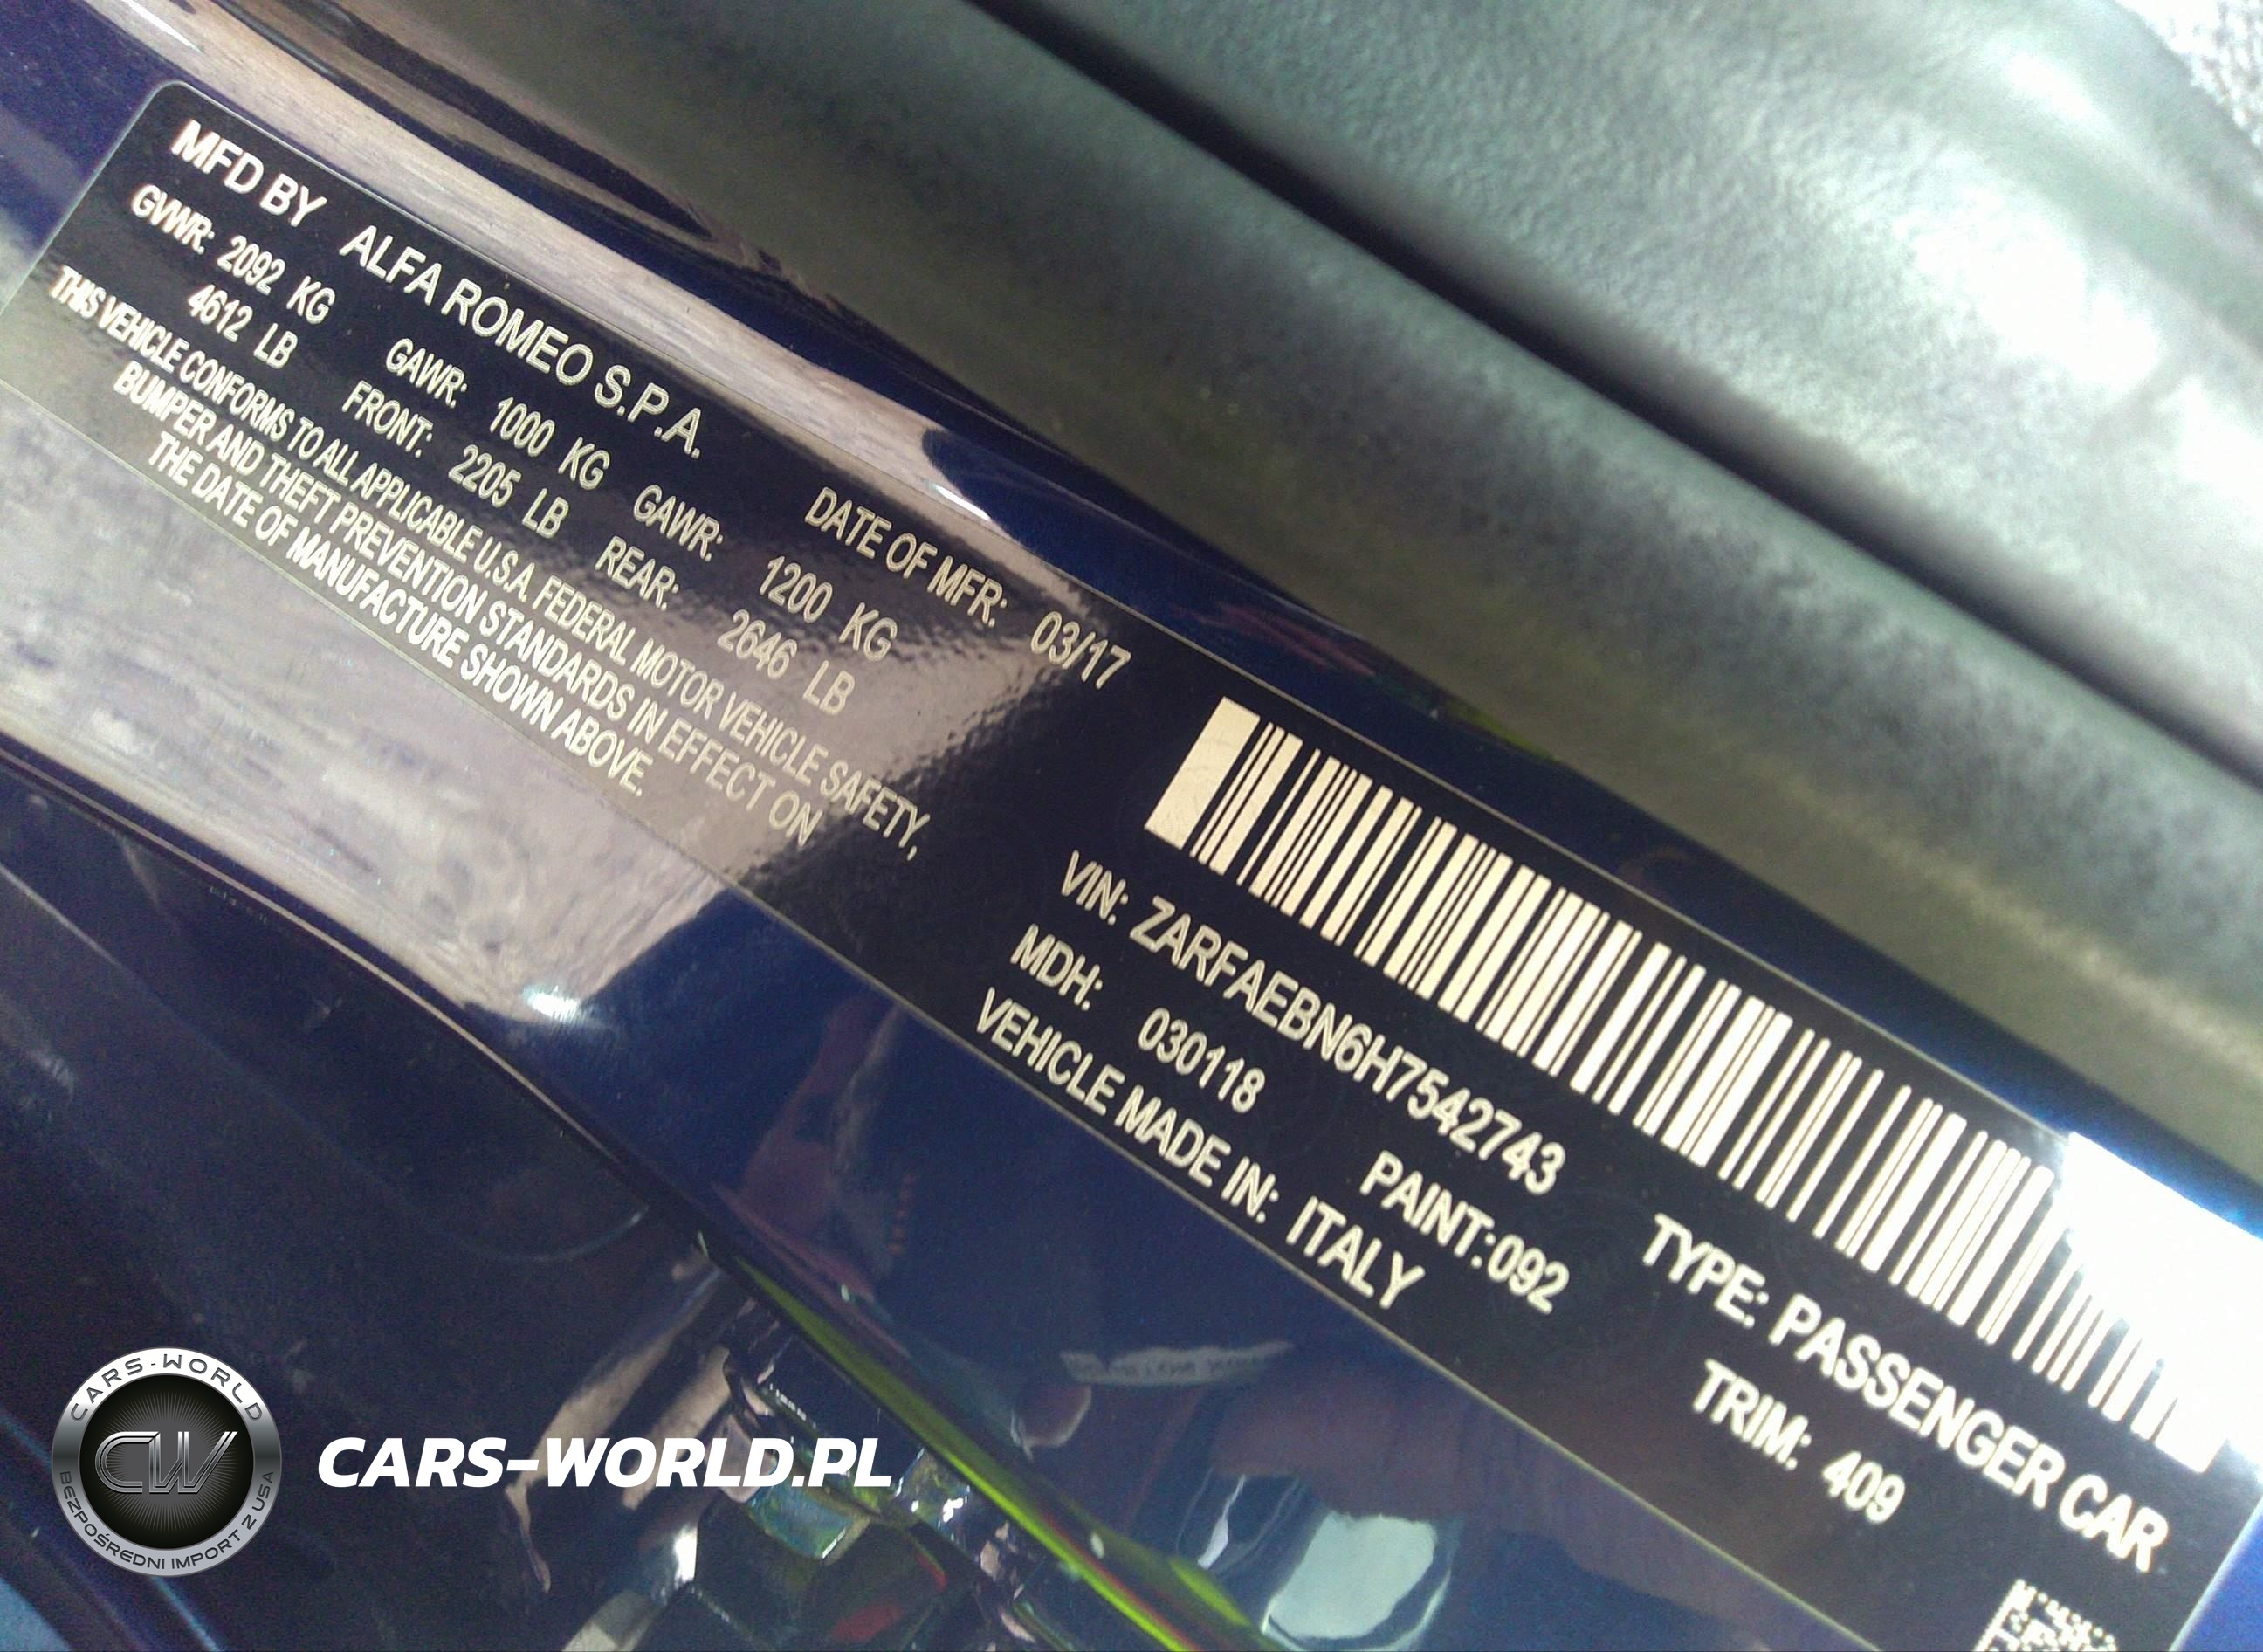 MFD BY ALFA ROMEO S.P.A. DATE OF MFR: 03/17
GVWR: 2092 KG GAWR: 1000 KG GAWR: 1200 KG
4612 LB FRONT: 2205 LB REAR: 2646 LB
THIS VEHICLE CONFORMS TO ALL APPLICABLE U.S.A. FEDERAL MOTOR VEHICLE SAFETY,
BUMPER AND THEFT PREVENTION STANDARDS IN EFFECT ON
THE DATE OF MANUFACTURE SHOWN ABOVE.
VIN: ZARFAEBN6H7542743 TYPE: PASSENGER CAR
MDH: 030118 PAINT:092 TRIM: 409
VEHICLE MADE IN: ITALY
CARS-WORLD
CW
BEZPOŚREDNI IMPORT Z USA
CARS-WORLD.PL